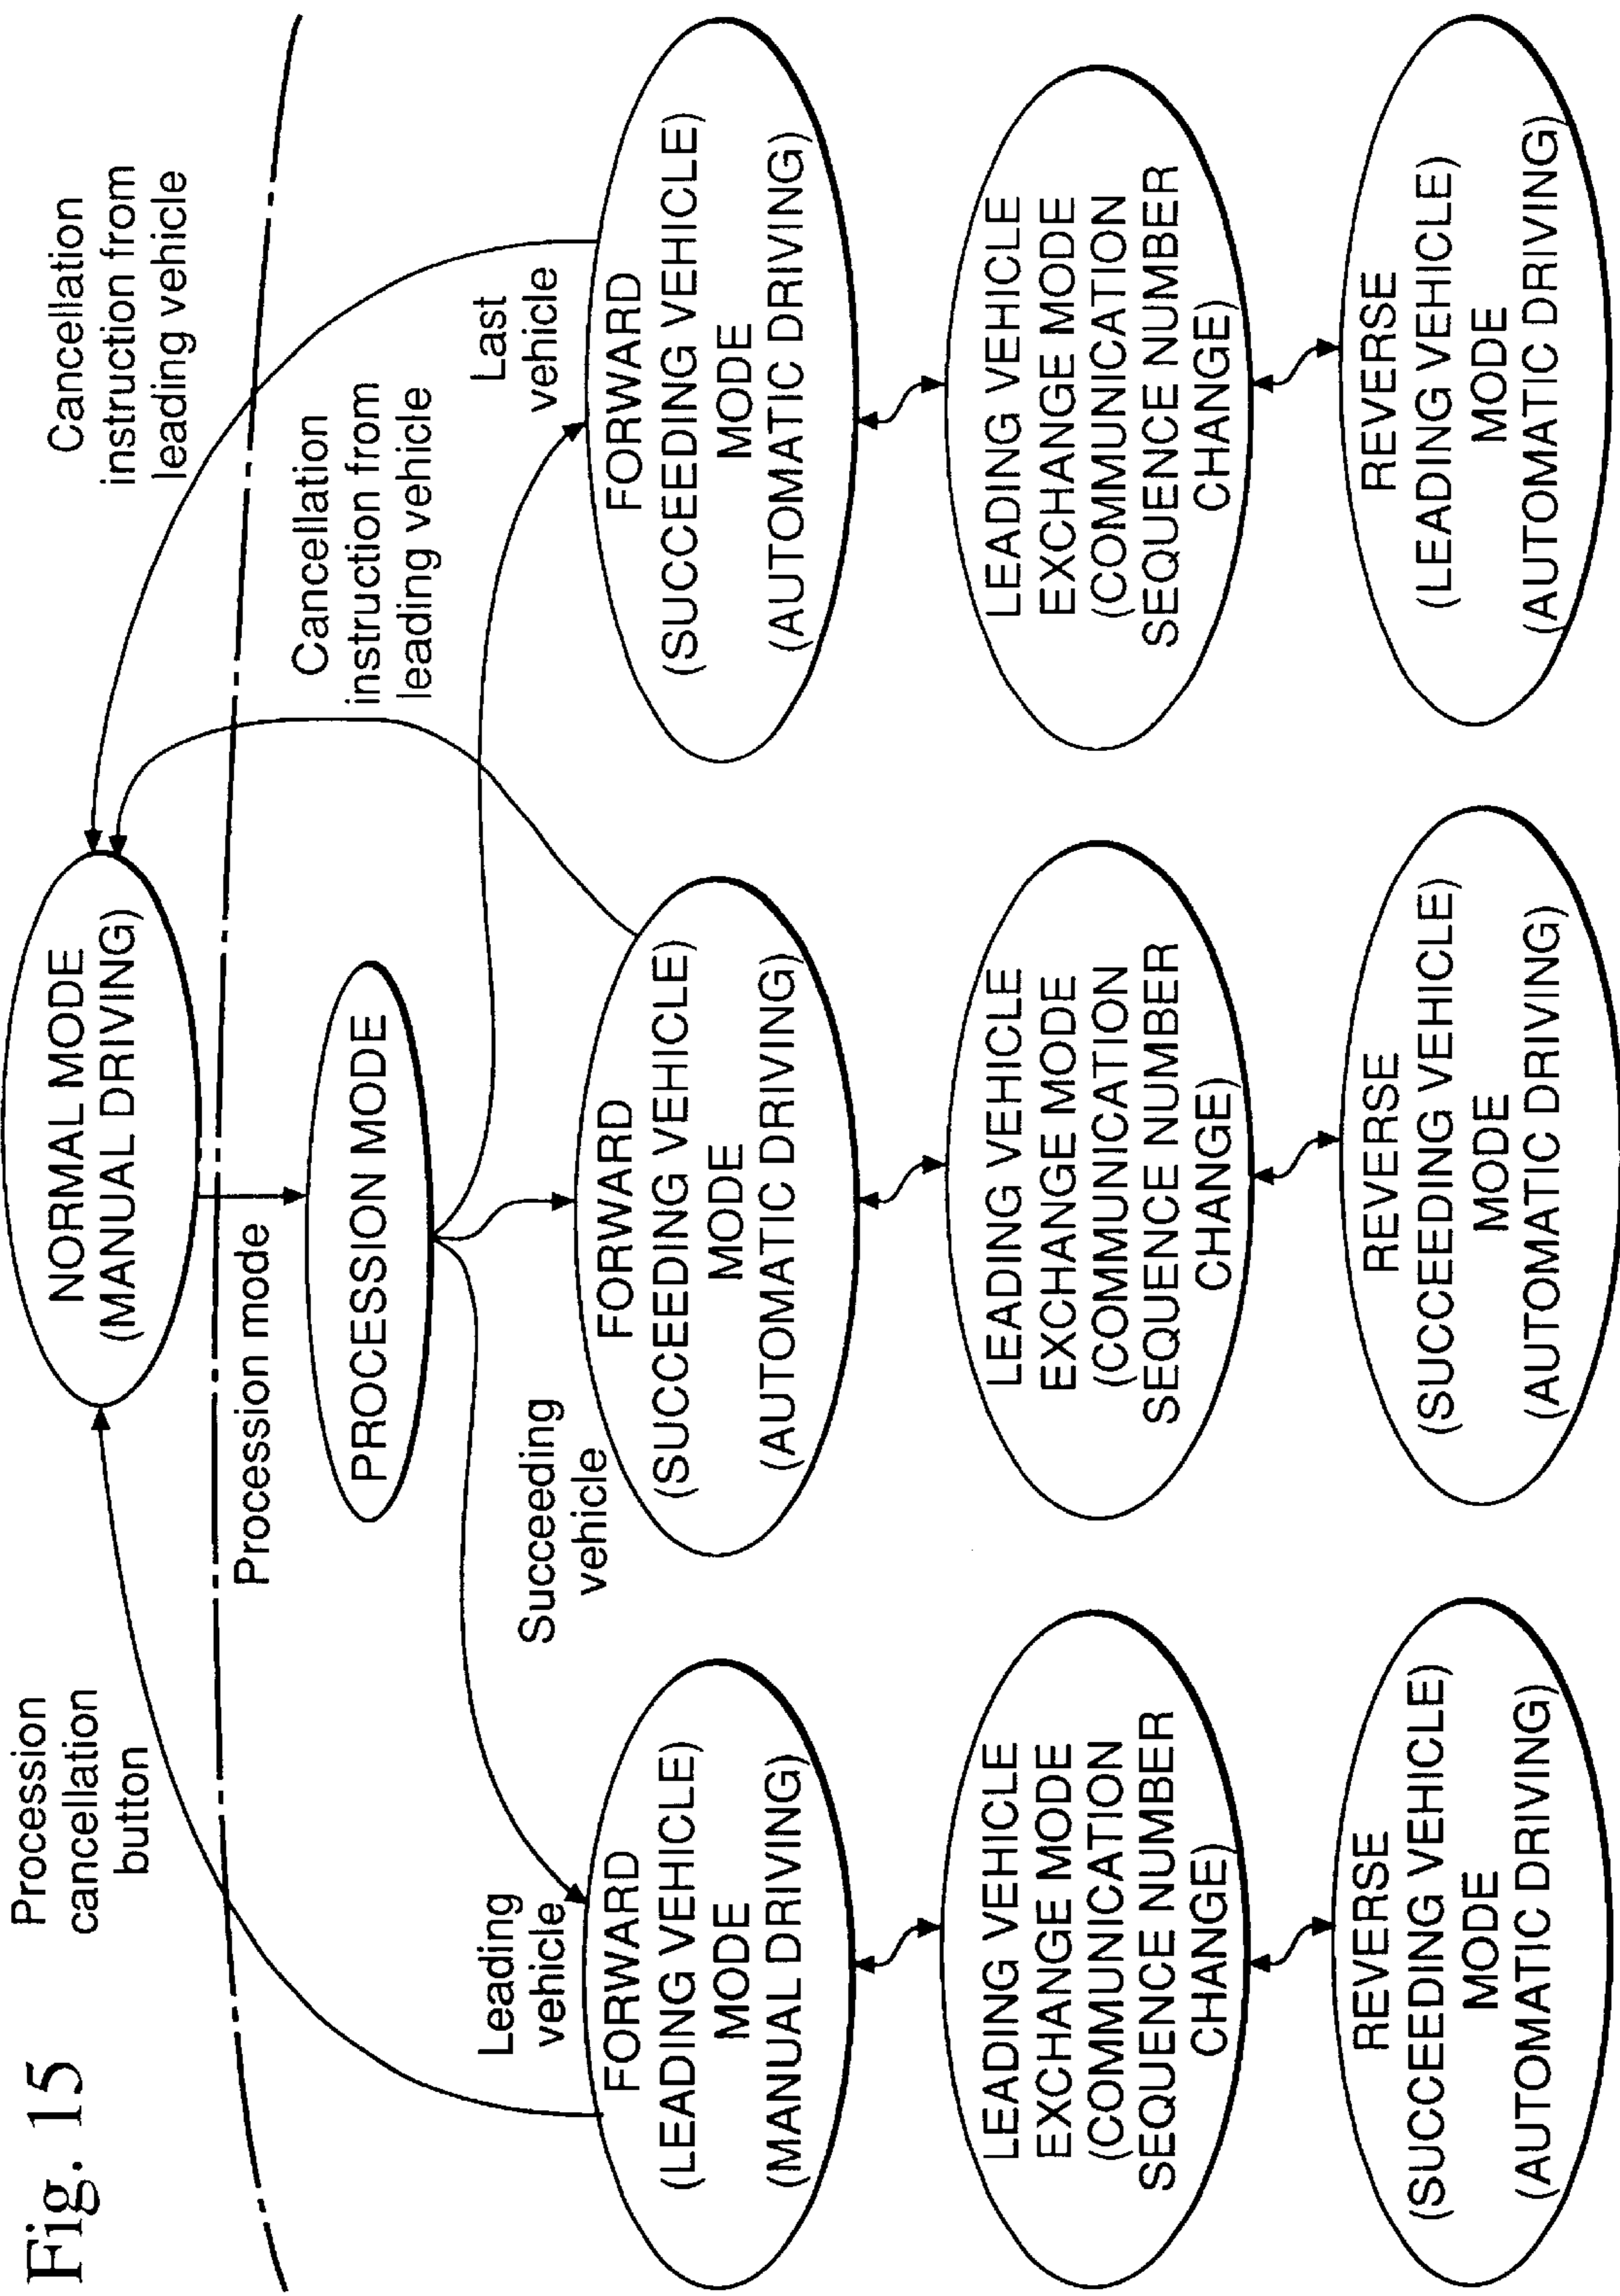 Fig. 15
Procession
cancellation
button
NORMAL MODE
(MANUAL DRIVING)
Cancellation
instruction from
leading vehicle
Procession mode
PROCESSION MODE
Cancellation
instruction from
leading vehicle
Leading
vehicle
Succeeding
vehicle
Last
vehicle
FORWARD
(LEADING VEHICLE)
MODE
(MANUAL DRIVING)
FORWARD
(SUCCEEDING VEHICLE)
MODE
(AUTOMATIC DRIVING)
FORWARD
(SUCCEEDING VEHICLE)
MODE
(AUTOMATIC DRIVING)
LEADING VEHICLE
EXCHANGE MODE
(COMMUNICATION
SEQUENCE NUMBER
CHANGE)
LEADING VEHICLE
EXCHANGE MODE
(COMMUNICATION
SEQUENCE NUMBER
CHANGE)
LEADING VEHICLE
EXCHANGE MODE
(COMMUNICATION
SEQUENCE NUMBER
CHANGE)
REVERSE
(SUCCEEDING VEHICLE)
MODE
(AUTOMATIC DRIVING)
REVERSE
(SUCCEEDING VEHICLE)
MODE
(AUTOMATIC DRIVING)
REVERSE
(LEADING VEHICLE)
MODE
(AUTOMATIC DRIVING)